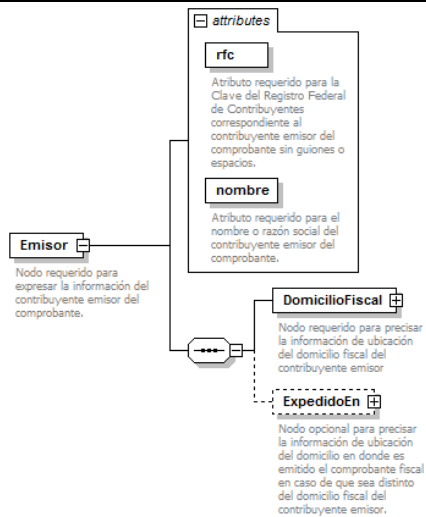 attributes
rfc
Atributo requerido para la
Clave del Registro Federal
de Contribuyentes
correspondiente al
contribuyente emisor del
comprobante sin guiones o
espacios.
nombre
Atributo requerido para el
nombre o razón social del
contribuyente emisor del
comprobante.
Emisor
Nodo requerido para
expresar la información del
contribuyente emisor del
comprobante.
DomicilioFiscal
Nodo requerido para precisar
la información de ubicación
del domicilio fiscal del
contribuyente emisor
ExpedidoEn
Nodo opcional para precisar
la información de ubicación
del domicilio en donde es
emitido el comprobante fiscal
en caso de que sea distinto
del domicilio fiscal del
contribuyente emisor.